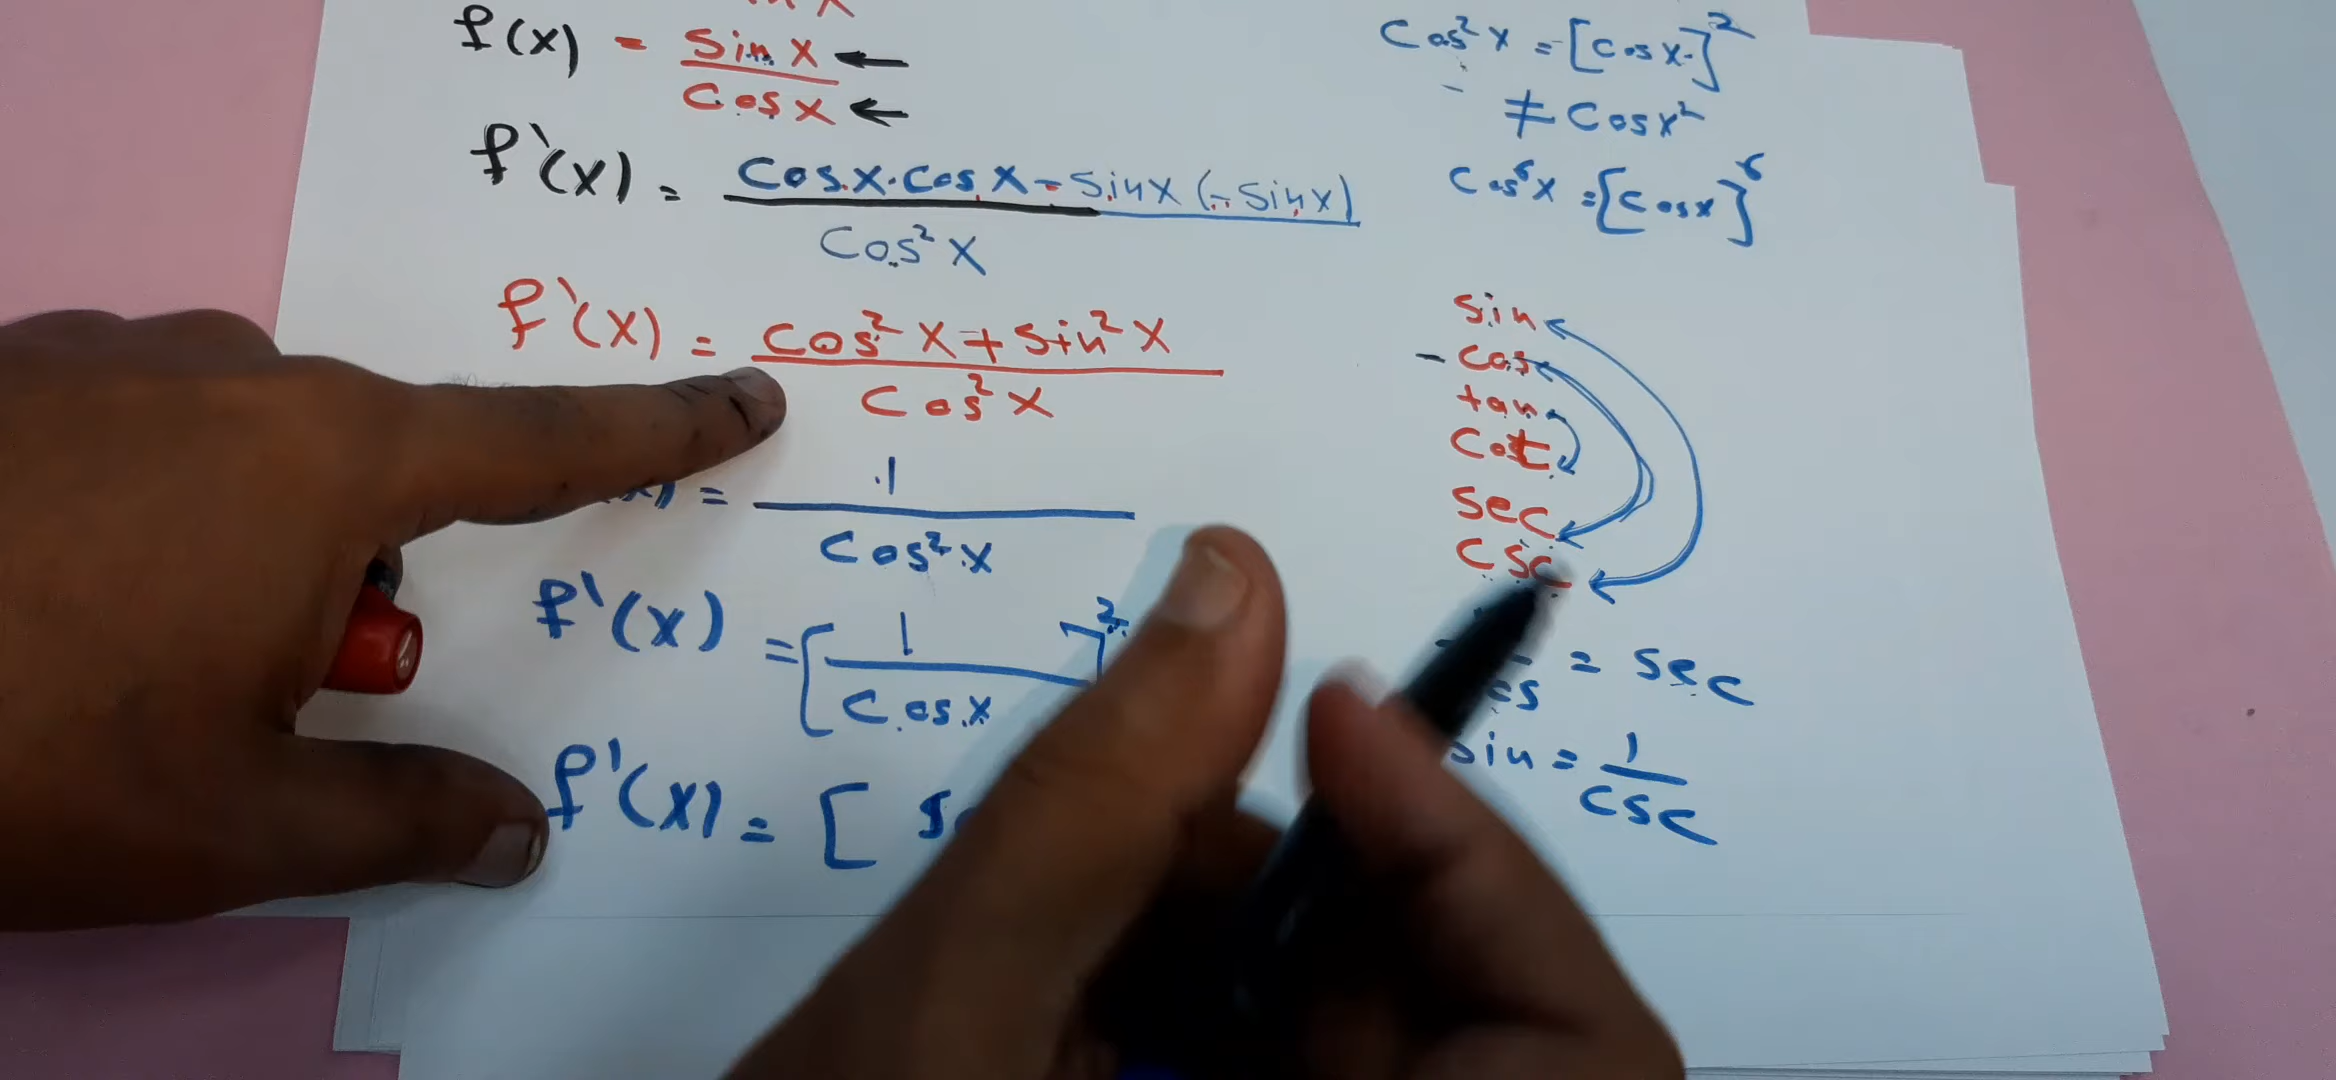 f(x) = sin x ←
cos x ←
f'(x) = cos x · cos x - sin x (- sin x)
cos² x
f'(x) = cos² x + sin² x
cos² x
= 1
cos² x
f'(x) = [ 1 ]²
cos x
f'(x) = [
cos² x = [cos x]²
≠ cos x²
cos⁶ x = [cos x]⁶
sin
- cos
tan
cot
sec
csc
= sec
sin = 1
csc